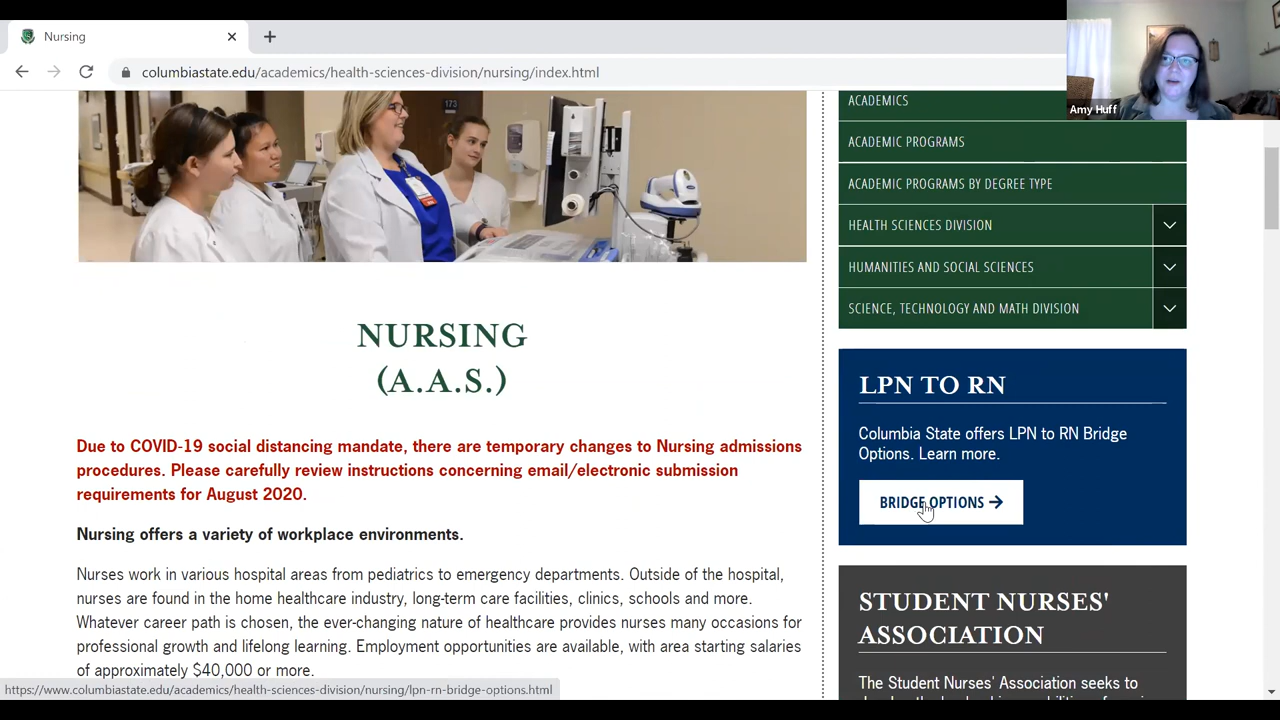 Nursing
columbiastate.edu/academics/health-sciences-division/nursing/index.html
Amy Huff
173
ACADEMICS
ACADEMIC PROGRAMS
ACADEMIC PROGRAMS BY DEGREE TYPE
HEALTH SCIENCES DIVISION
HUMANITIES AND SOCIAL SCIENCES
SCIENCE, TECHNOLOGY AND MATH DIVISION
NURSING
(A.A.S.)
Due to COVID-19 social distancing mandate, there are temporary changes to Nursing admissions
procedures. Please carefully review instructions concerning email/electronic submission
requirements for August 2020.
Nursing offers a variety of workplace environments.
Nurses work in various hospital areas from pediatrics to emergency departments. Outside of the hospital,
nurses are found in the home healthcare industry, long-term care facilities, clinics, schools and more.
Whatever career path is chosen, the ever-changing nature of healthcare provides nurses many occasions for
professional growth and lifelong learning. Employment opportunities are available, with area starting salaries
of approximately $40,000 or more.
LPN TO RN
Columbia State offers LPN to RN Bridge
Options. Learn more.
BRIDGE OPTIONS →
STUDENT NURSES'
ASSOCIATION
The Student Nurses' Association seeks to
https://www.columbiastate.edu/academics/health-sciences-division/nursing/lpn-rn-bridge-options.html